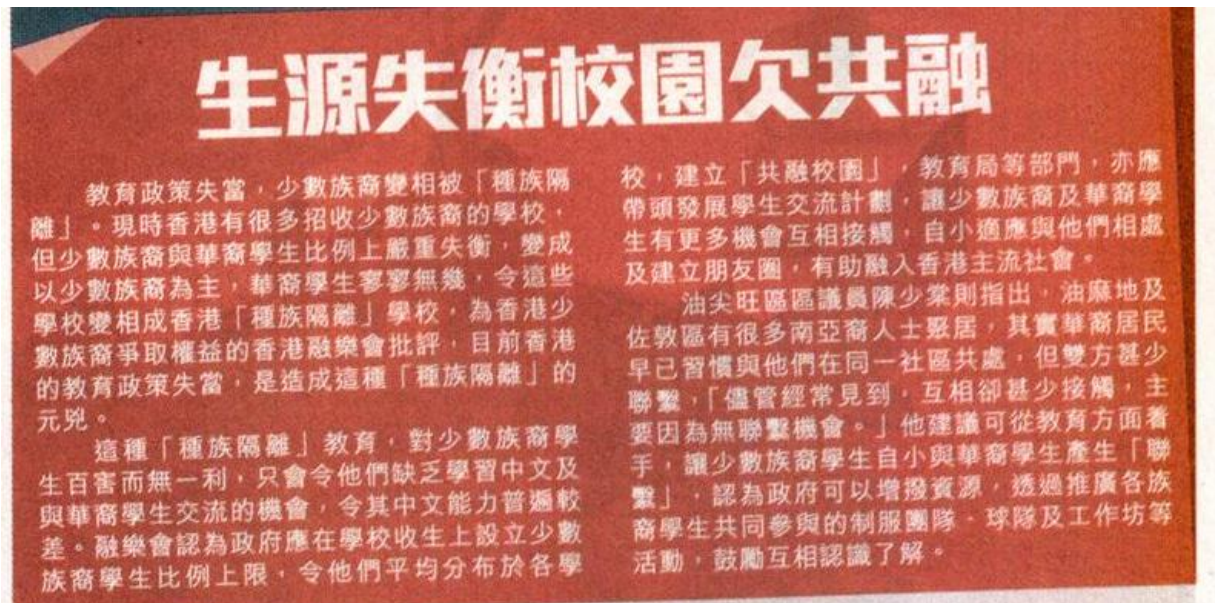 生源失衡校園欠共融
教育政策失當，少數族裔變相被「種族隔
離」。現時香港有很多招收少數族裔的學校，
但少數族裔與華裔學生比例上嚴重失衡，變成
以少數族裔為主，華裔學生寥寥無幾，令這些
學校變相成香港「種族隔離」學校，為香港少
數族裔爭取權益的香港融樂會批評，目前香港
的教育政策失當，是造成這種「種族隔離」的
元兇。
這種「種族隔離」教育，對少數族裔學
生百害而無一利，只會令他們缺乏學習中文及
與華裔學生交流的機會，令其中文能力普遍較
差。融樂會認為政府應在學校收生上設立少數
族裔學生比例上限，令他們平均分布於各學
校，建立「共融校園」，教育局等部門，亦應
帶頭發展學生交流計劃，讓少數族裔及華裔學
生有更多機會互相接觸，自小適應與他們相處
及建立朋友圈，有助融入香港主流社會。
油尖旺區區議員陳少棠則指出，油麻地及
佐敦區有很多南亞裔人士聚居，其實華裔居民
早已習慣與他們在同一社區共處，但雙方甚少
聯繫，「儘管經常見到，互相卻甚少接觸，主
要因為無聯繫機會。」他建議可從教育方面着
手，讓少數族裔學生自小與華裔學生產生「聯
繫」，認為政府可以增撥資源，透過推廣各族
裔學生共同參與的制服團隊、球隊及工作坊等
活動，鼓勵互相認識了解。